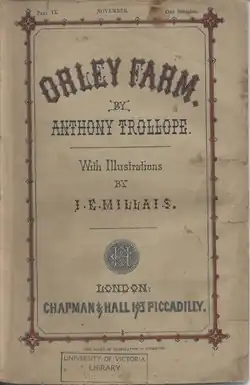 Part IX. NOVEMBER. One Shilling.
ORLEY FARM.
BY
ANTHONY TROLLOPE.
With Illustrations
BY
J. E. MILLAIS.
LONDON:
CHAPMAN & HALL 193 PICCADILLY.
UNIVERSITY OF VICTORIA
LIBRARY